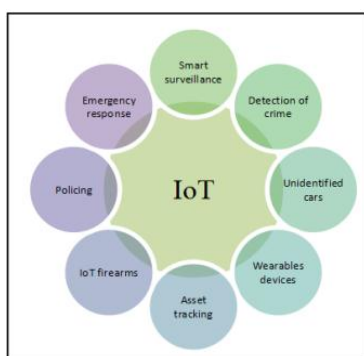 Smart
surveillance
Detection of
crime
Unidentified
cars
Wearables
devices
Asset
tracking
IoT firearms
Policing
Emergency
response
IoT